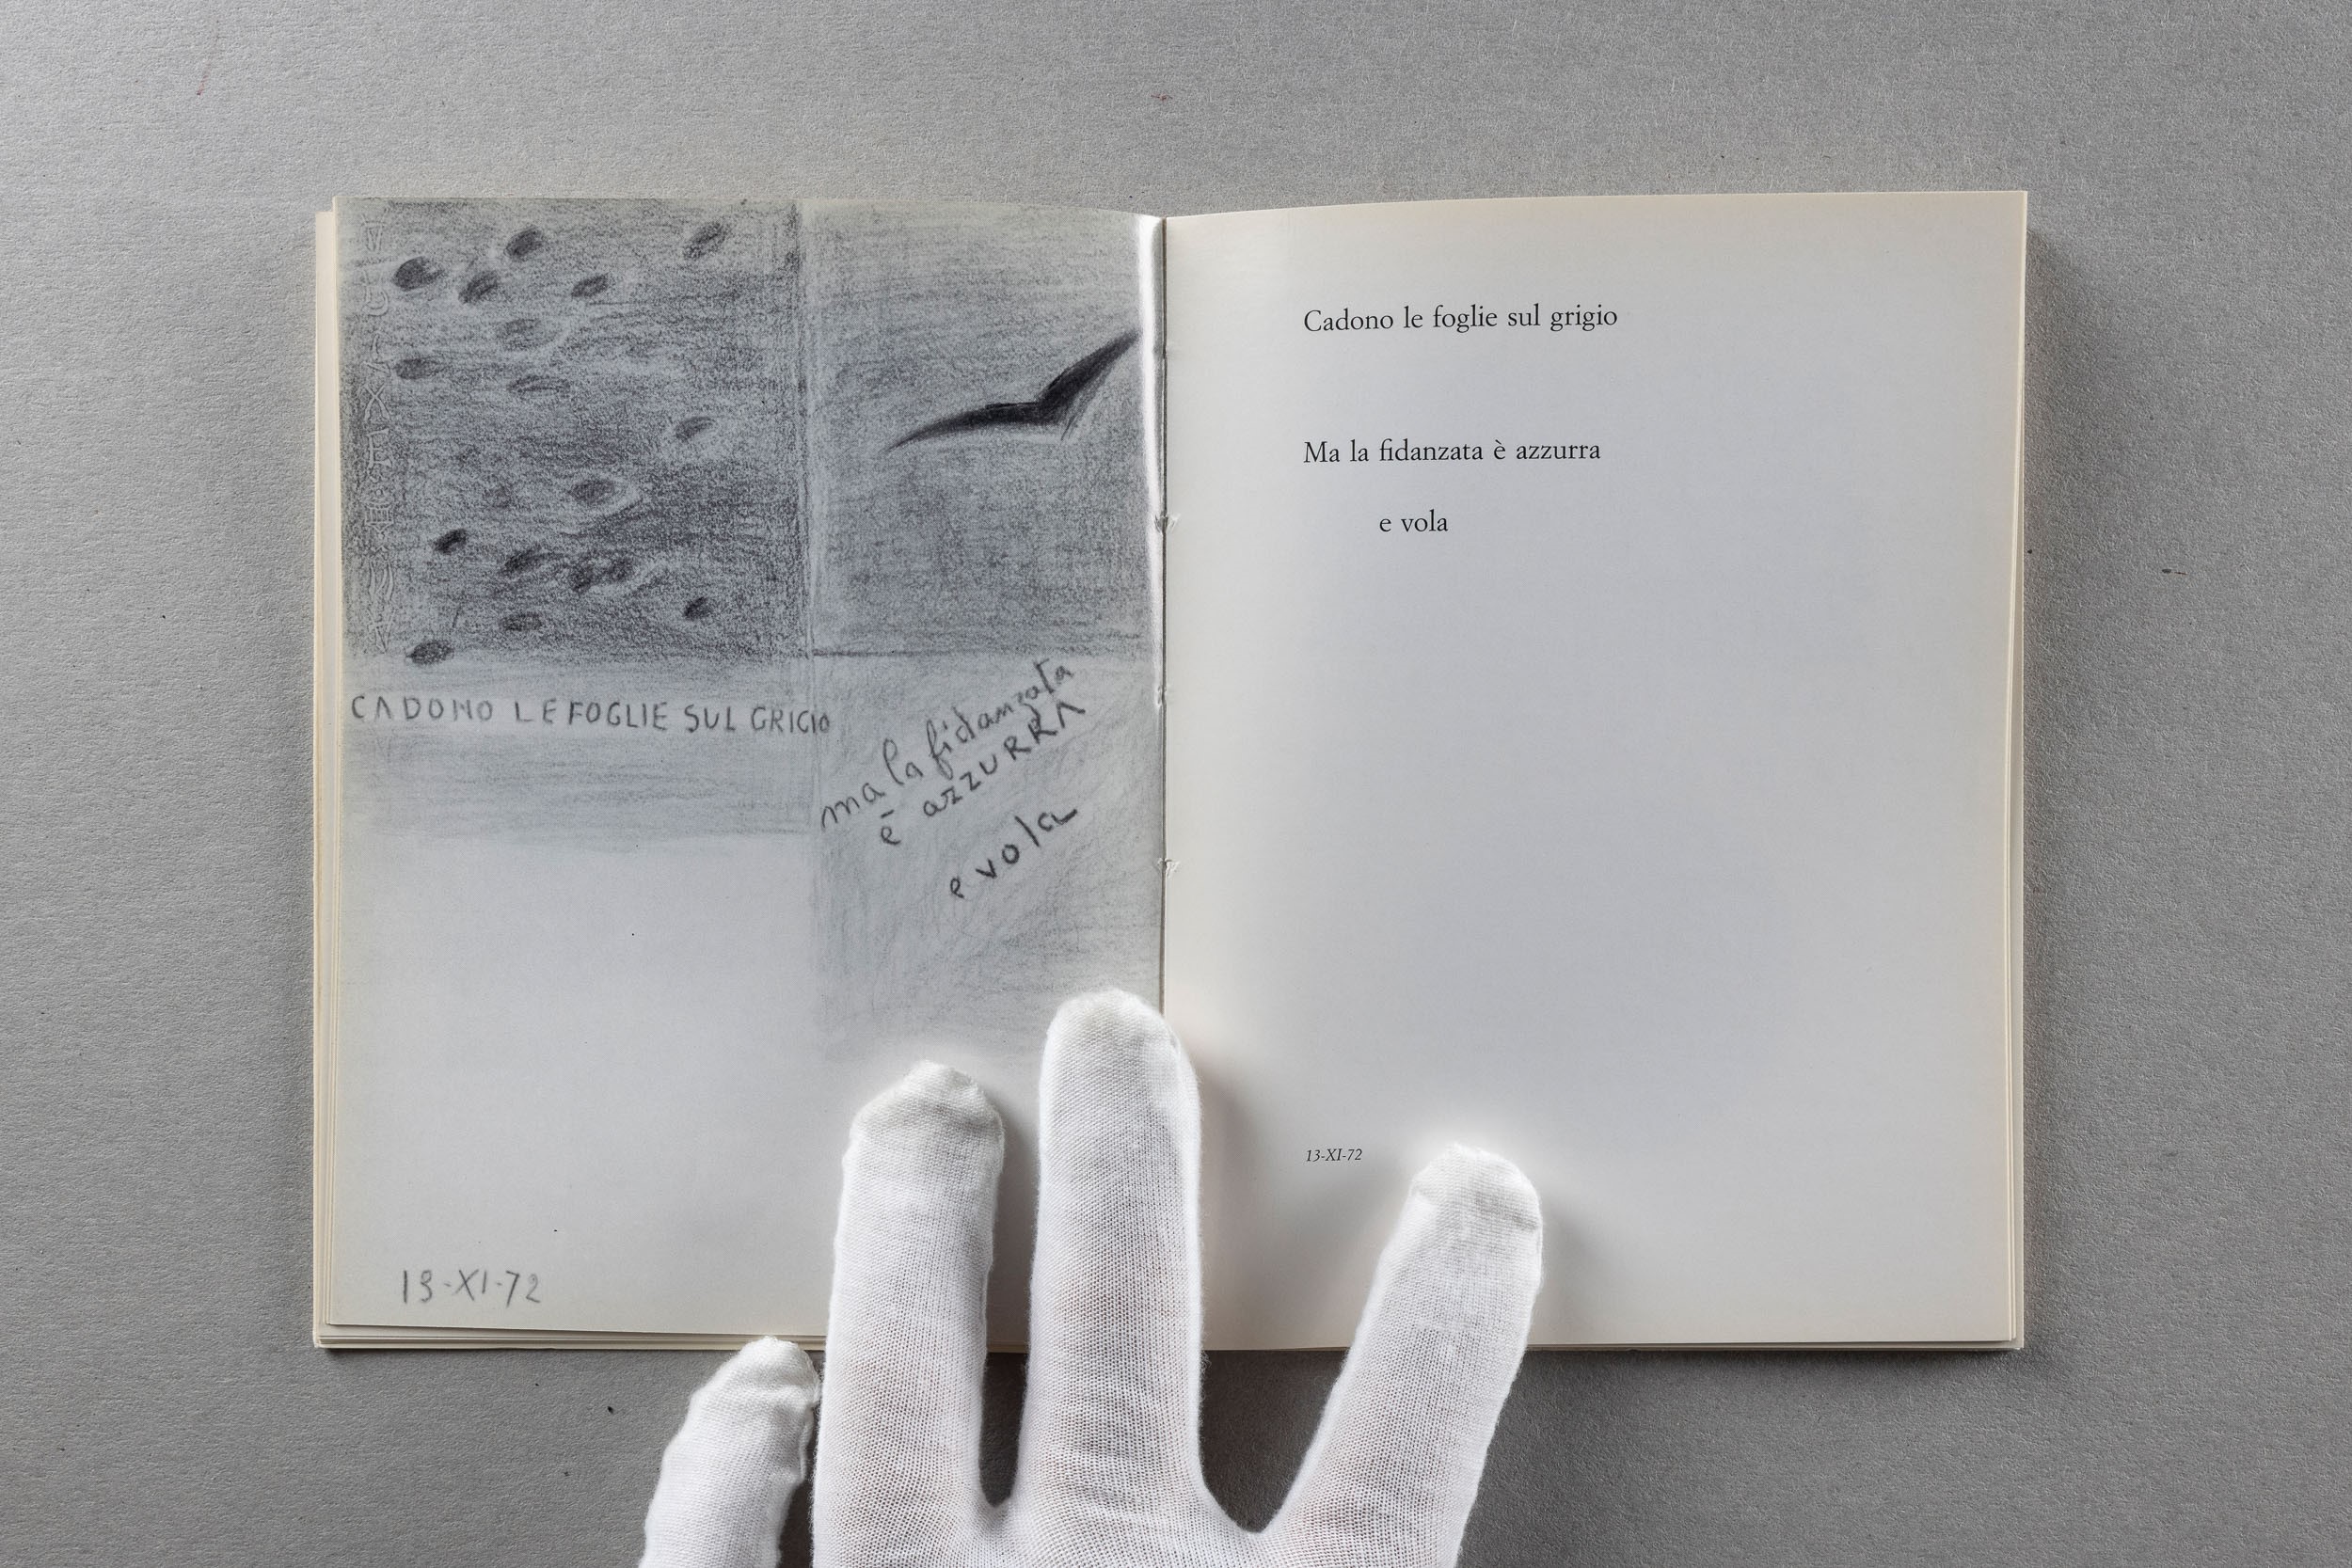 CADONO LE FOGLIE SUL GRIGIO
ma la fidanzata
è azzURRA
e vola
13-XI-72
Cadono le foglie sul grigio
Ma la fidanzata è azzurra
e vola
13-XI-72